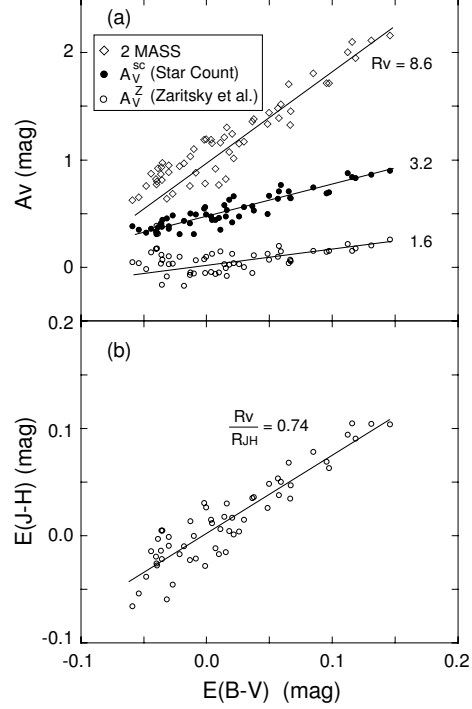 (a)
2 MASS
A_V^sc (Star Count)
A_V^Z (Zaritsky et al.)
Rv = 8.6
3.2
1.6
2
1
0
Av (mag)
(b)
Rv
R_JH
= 0.74
0.2
0.1
0.0
-0.1
E(J-H) (mag)
-0.1
0.0
0.1
0.2
E(B-V) (mag)